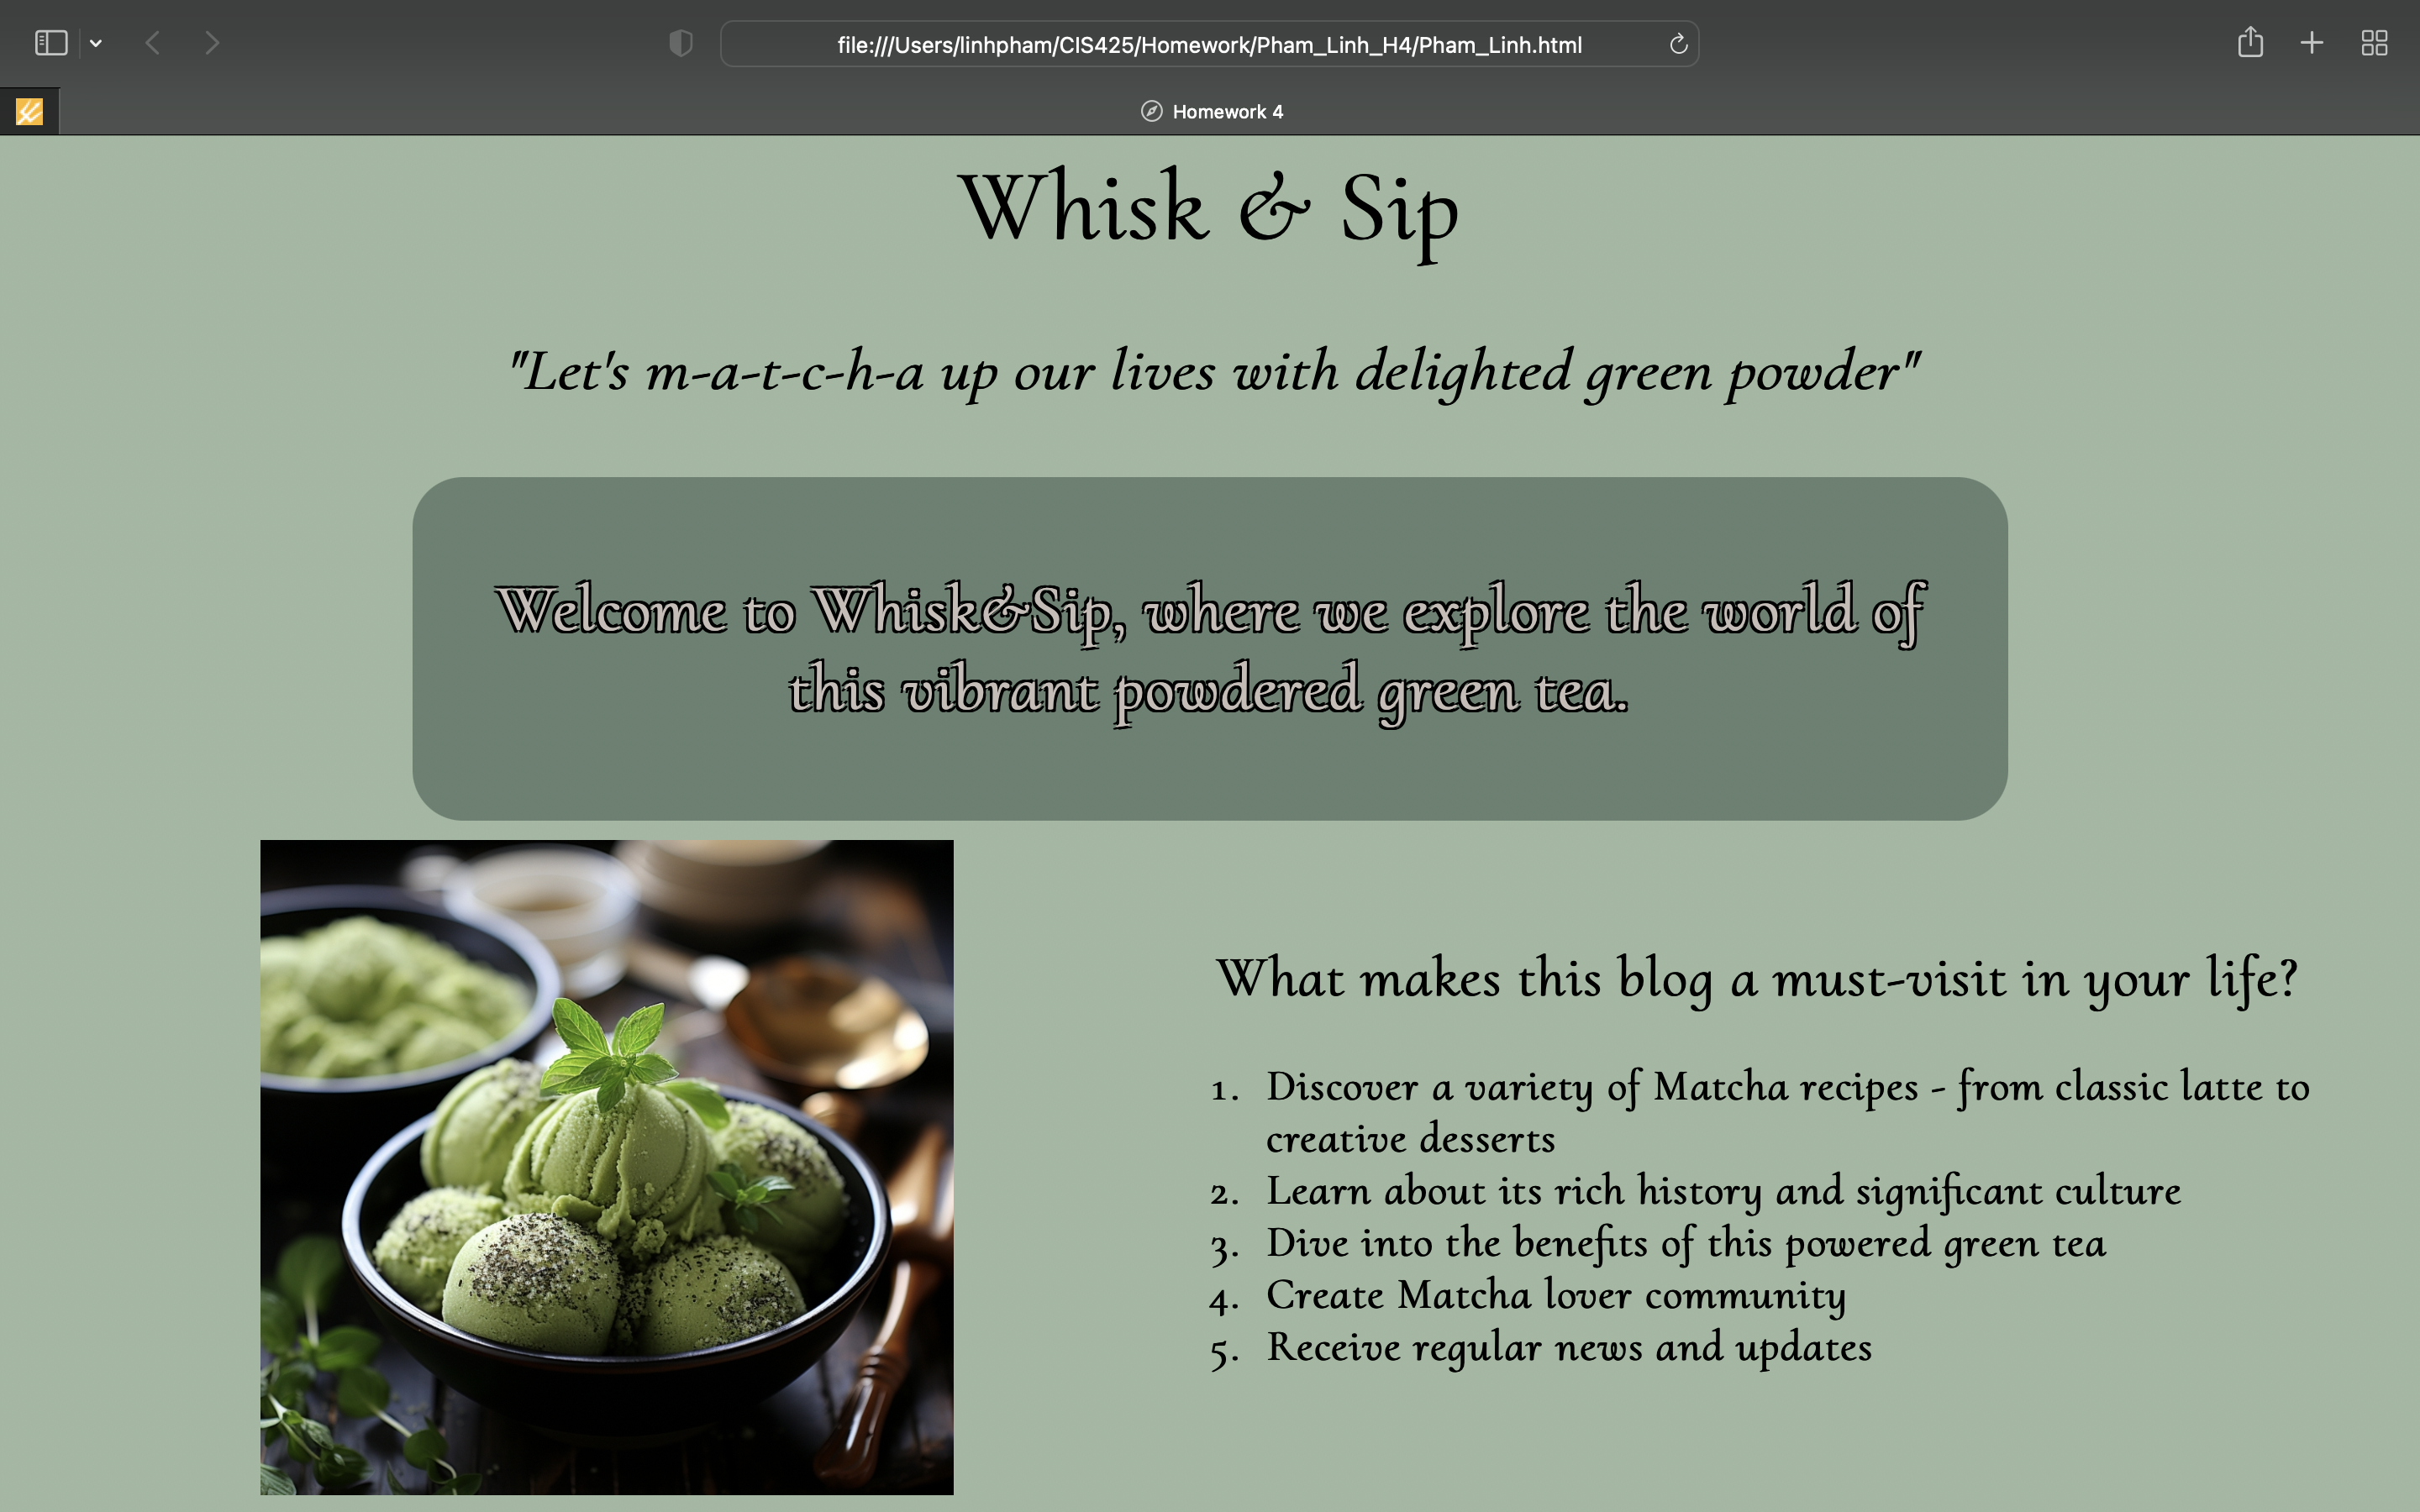 file:///Users/linhpham/CIS425/Homework/Pham_Linh_H4/Pham_Linh.html
Homework 4
Whisk & Sip
"Let's m-a-t-c-h-a up our lives with delighted green powder"
Welcome to Whisk&Sip, where we explore the world of
this vibrant powdered green tea.
What makes this blog a must-visit in your life?
1. Discover a variety of Matcha recipes - from classic latte to
creative desserts
2. Learn about its rich history and significant culture
3. Dive into the benefits of this powered green tea
4. Create Matcha lover community
5. Receive regular news and updates